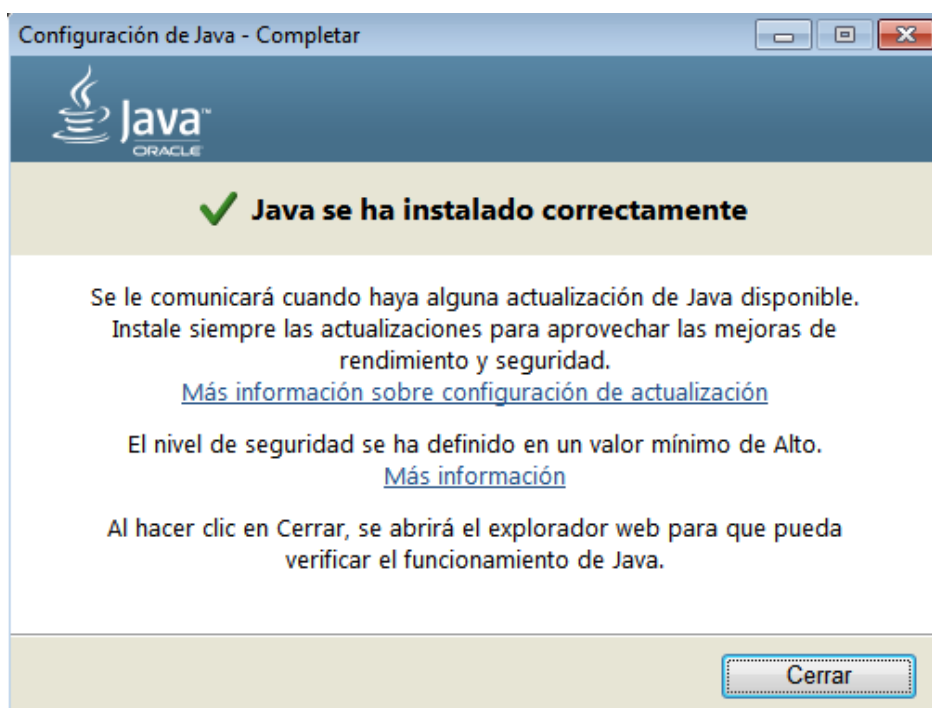 Configuración de Java - Completar
Java™
ORACLE
Java se ha instalado correctamente
Se le comunicará cuando haya alguna actualización de Java disponible.
Instale siempre las actualizaciones para aprovechar las mejoras de
rendimiento y seguridad.
Más información sobre configuración de actualización
El nivel de seguridad se ha definido en un valor mínimo de Alto.
Más información
Al hacer clic en Cerrar, se abrirá el explorador web para que pueda
verificar el funcionamiento de Java.
Cerrar